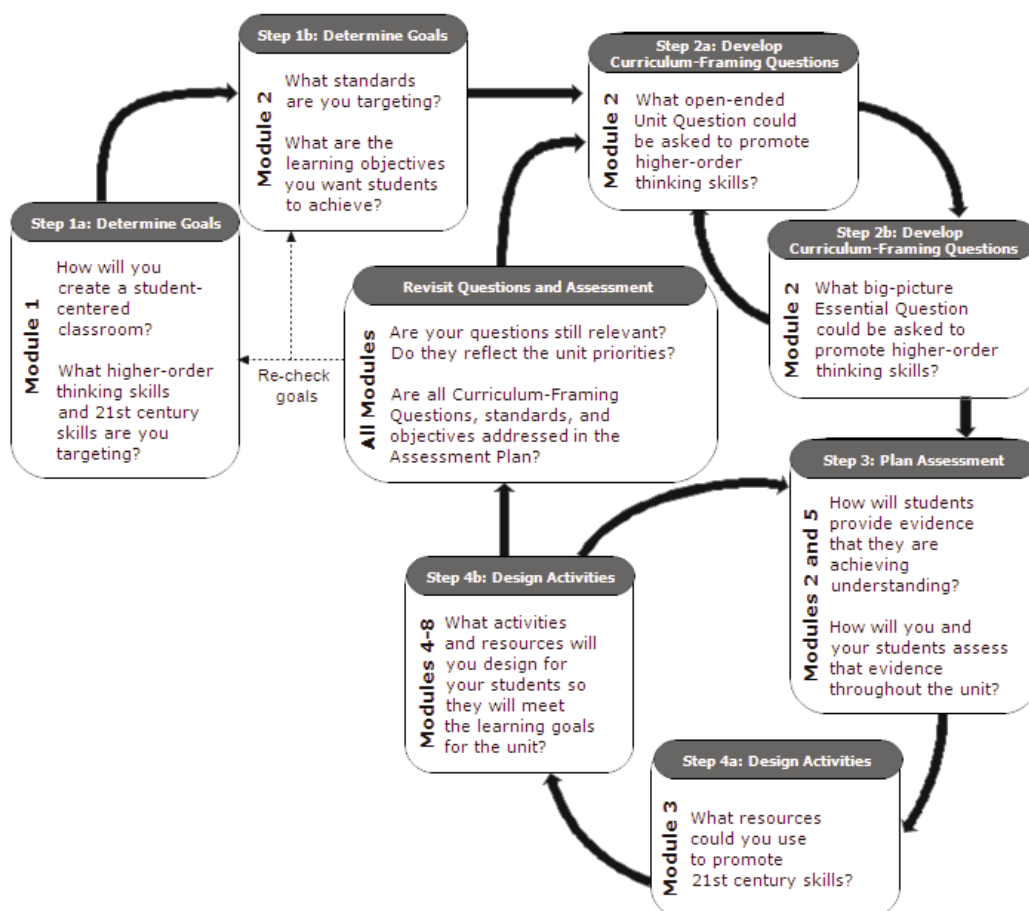 Step 1b: Determine Goals
Module 2
What standards
are you targeting?
What are the
learning objectives
you want students
to achieve?
Step 2a: Develop
Curriculum-Framing Questions
Module 2
What open-ended
Unit Question could
be asked to promote
higher-order
thinking skills?
Step 1a: Determine Goals
Module 1
How will you
create a student-
centered
classroom?
What higher-order
thinking skills
and 21st century
skills are you
targeting?
Step 2b: Develop
Curriculum-Framing Questions
Module 2
What big-picture
Essential Question
could be asked to
promote higher-order
thinking skills?
Re-check
goals
Revisit Questions and Assessment
All Modules
Are your questions still relevant?
Do they reflect the unit priorities?
Are all Curriculum-Framing
Questions, standards, and
objectives addressed in the
Assessment Plan?
Step 3: Plan Assessment
Modules 2 and 5
How will students
provide evidence
that they are
achieving
understanding?
How will you and
your students assess
that evidence
throughout the unit?
Step 4b: Design Activities
Modules 4-8
What activities
and resources will
you design for
your students so
they will meet
the learning goals
for the unit?
Step 4a: Design Activities
Module 3
What resources
could you use
to promote
21st century skills?